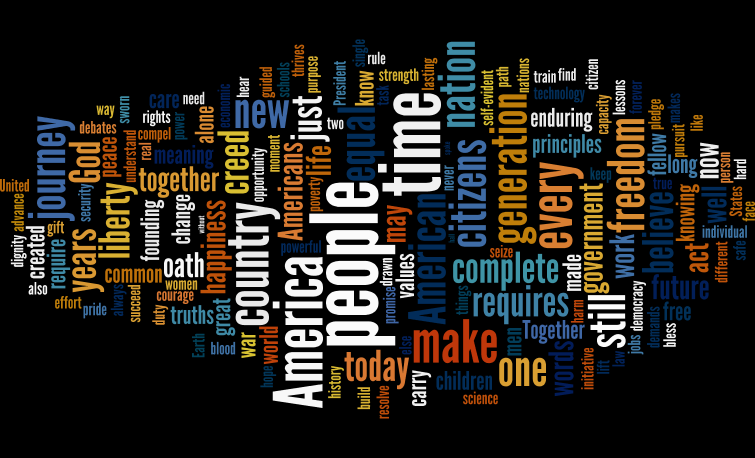 United
advance
dignity
created
also
journey
gift
require
effort
years
God
security
pride
way
debates
peace
liberty
common
always
sworn
understand
compel
real
together
founding
succeed
duty
care
rights
power
meaning
change
oath
women
courage
truths
need
alone
without
happiness
great
Earth
blood
economic
hear
new
creed
opportunity
country
war
world
hope
guided
schools
moment
Americans
powerful
America
thrives
purpose
just
life
poverty
two
people
history
President
single
rule
know
task
equal
strength
time
may
drawn
promise
values
build
resolve
today
else
carry
American
lasting
never
nation
citizens
make
children
science
self-evident
path
nations
generation
seize
complete
things
requires
men
one
train
find
technology
citizen
enduring
principles
every
made
harm
Together
words
initiative
capacity
lessons
forever
freedom
government
keep
work
still
lift
law
jobs
democracy
pledge
makes
fellow
pursuit
like
long
true
believe
knowing
act
future
demands
free
bless
now
person
hard
well
States
face
individual
different
safe